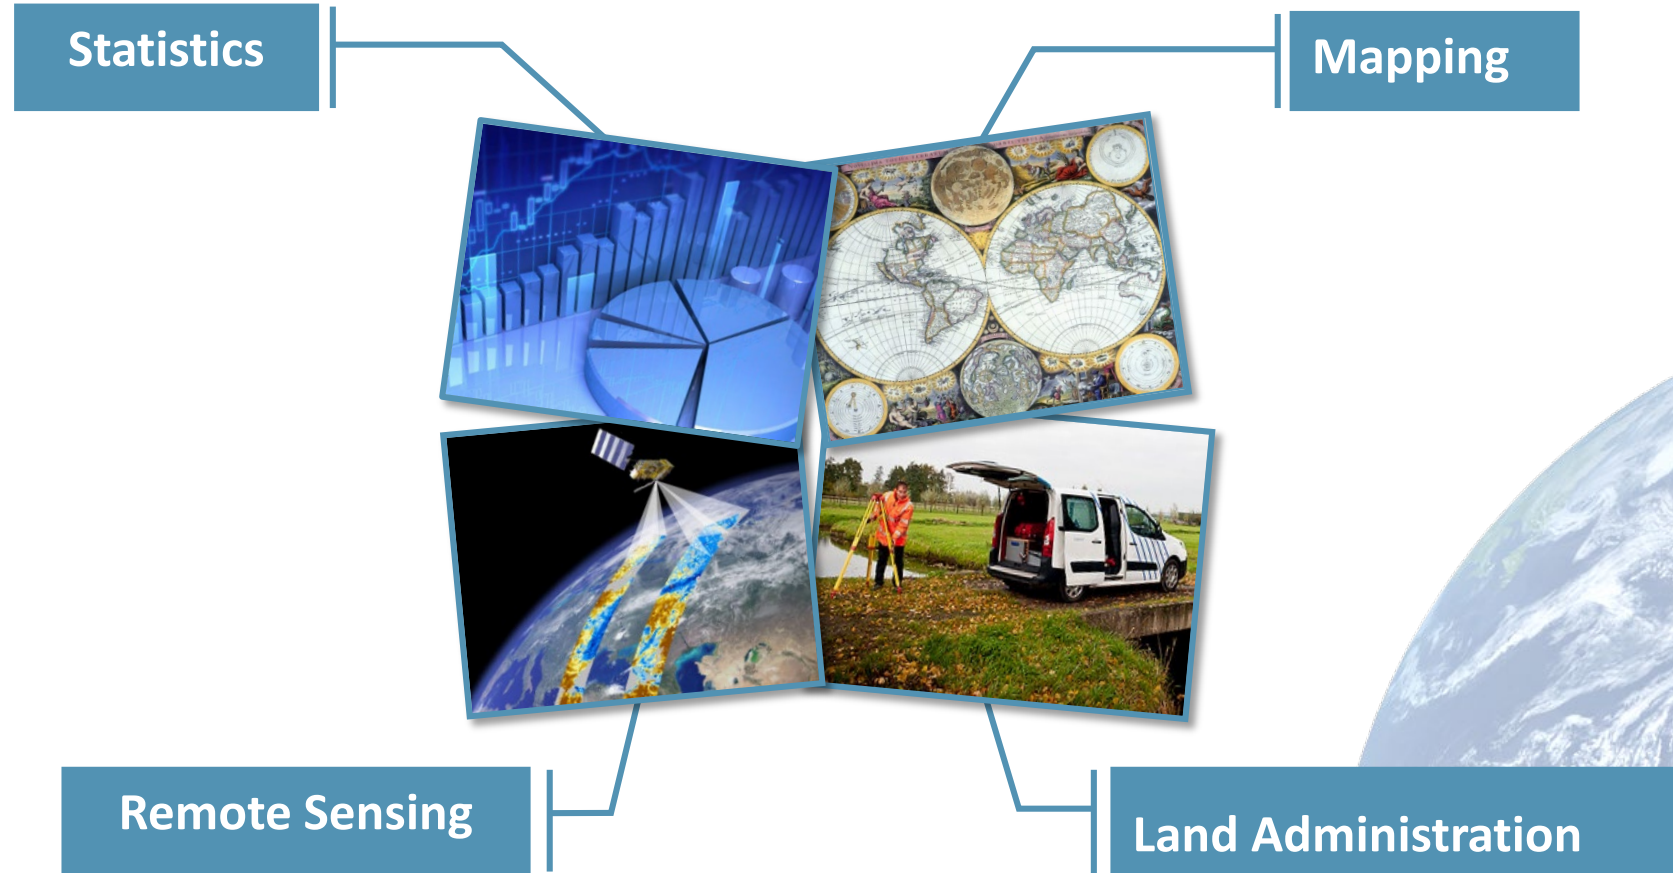 Statistics
Mapping
Remote Sensing
Land Administration